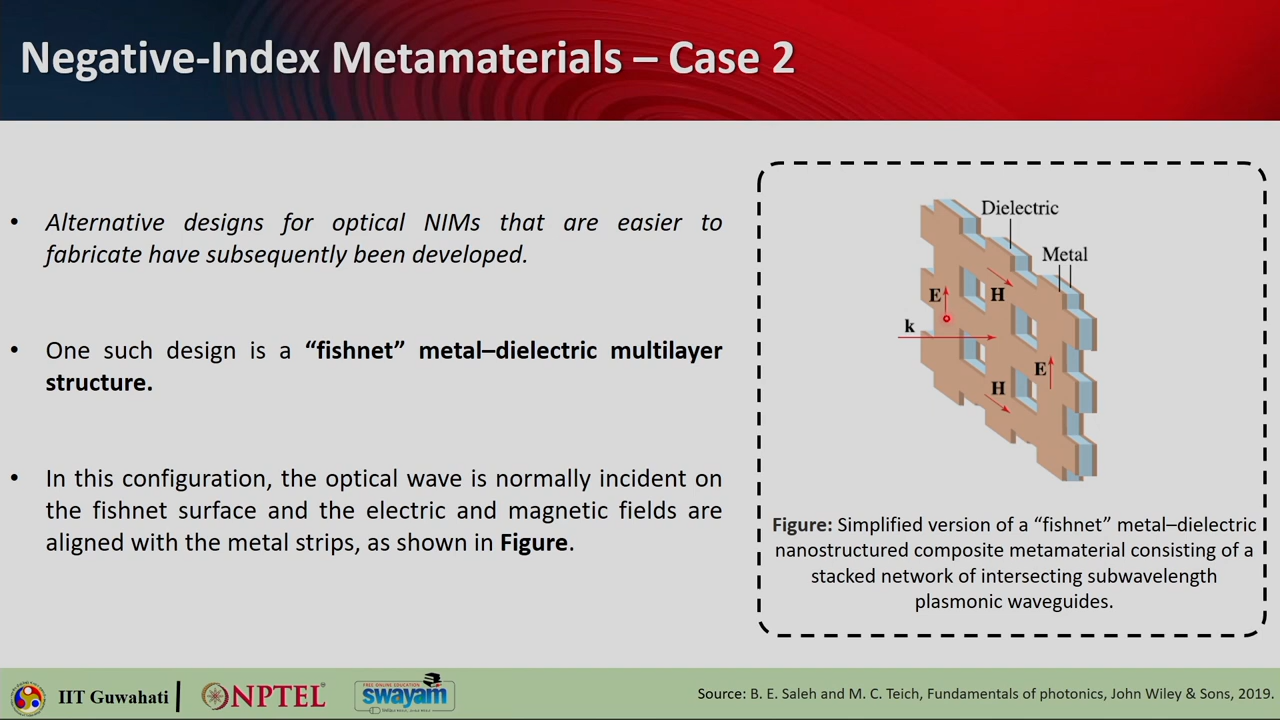 Negative-Index Metamaterials – Case 2
• Alternative designs for optical NIMs that are easier to
fabricate have subsequently been developed.
• One such design is a “fishnet” metal–dielectric multilayer
structure.
• In this configuration, the optical wave is normally incident on
the fishnet surface and the electric and magnetic fields are
aligned with the metal strips, as shown in Figure.
Dielectric
Metal
E
H
k
E
H
Figure: Simplified version of a “fishnet” metal–dielectric
nanostructured composite metamaterial consisting of a
stacked network of intersecting subwavelength
plasmonic waveguides.
IIT Guwahati
NPTEL
FREE ONLINE EDUCATION
swayam
Source: B. E. Saleh and M. C. Teich, Fundamentals of photonics, John Wiley & Sons, 2019.